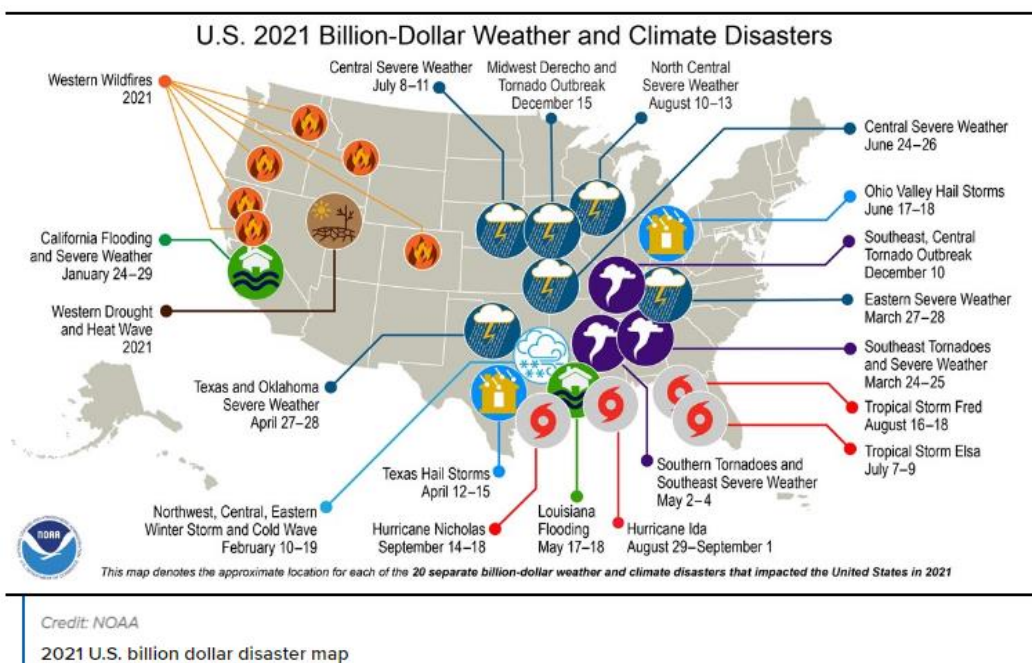 U.S. 2021 Billion-Dollar Weather and Climate Disasters
Western Wildfires
2021
Central Severe Weather
July 8–11
Midwest Derecho and
Tornado Outbreak
December 15
North Central
Severe Weather
August 10–13
Central Severe Weather
June 24–26
Ohio Valley Hail Storms
June 17–18
Southeast, Central
Tornado Outbreak
December 10
Eastern Severe Weather
March 27–28
Southeast Tornadoes
and Severe Weather
March 24–25
Tropical Storm Fred
August 16–18
Tropical Storm Elsa
July 7–9
California Flooding
and Severe Weather
January 24–29
Western Drought
and Heat Wave
2021
Texas and Oklahoma
Severe Weather
April 27–28
Texas Hail Storms
April 12–15
Northwest, Central, Eastern
Winter Storm and Cold Wave
February 10–19
Hurricane Nicholas
September 14–18
Louisiana
Flooding
May 17–18
Hurricane Ida
August 29–September 1
Southern Tornadoes and
Southeast Severe Weather
May 2–4
NOAA
This map denotes the approximate location for each of the 20 separate billion-dollar weather and climate disasters that impacted the United States in 2021
Credit: NOAA
2021 U.S. billion dollar disaster map